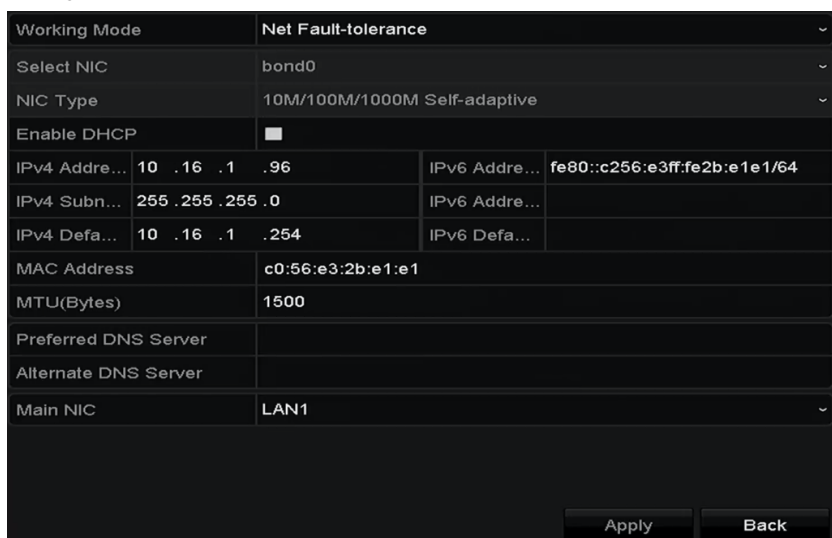 Working Mode Net Fault-tolerance
Select NIC bond0
NIC Type 10M/100M/1000M Self-adaptive
Enable DHCP
IPv4 Addre... 10 .16 .1 .96 IPv6 Addre... fe80::c256:e3ff:fe2b:e1e1/64
IPv4 Subn... 255.255.255.0 IPv6 Addre...
IPv4 Defa... 10 .16 .1 .254 IPv6 Defa...
MAC Address c0:56:e3:2b:e1:e1
MTU(Bytes) 1500
Preferred DNS Server
Alternate DNS Server
Main NIC LAN1
Apply Back